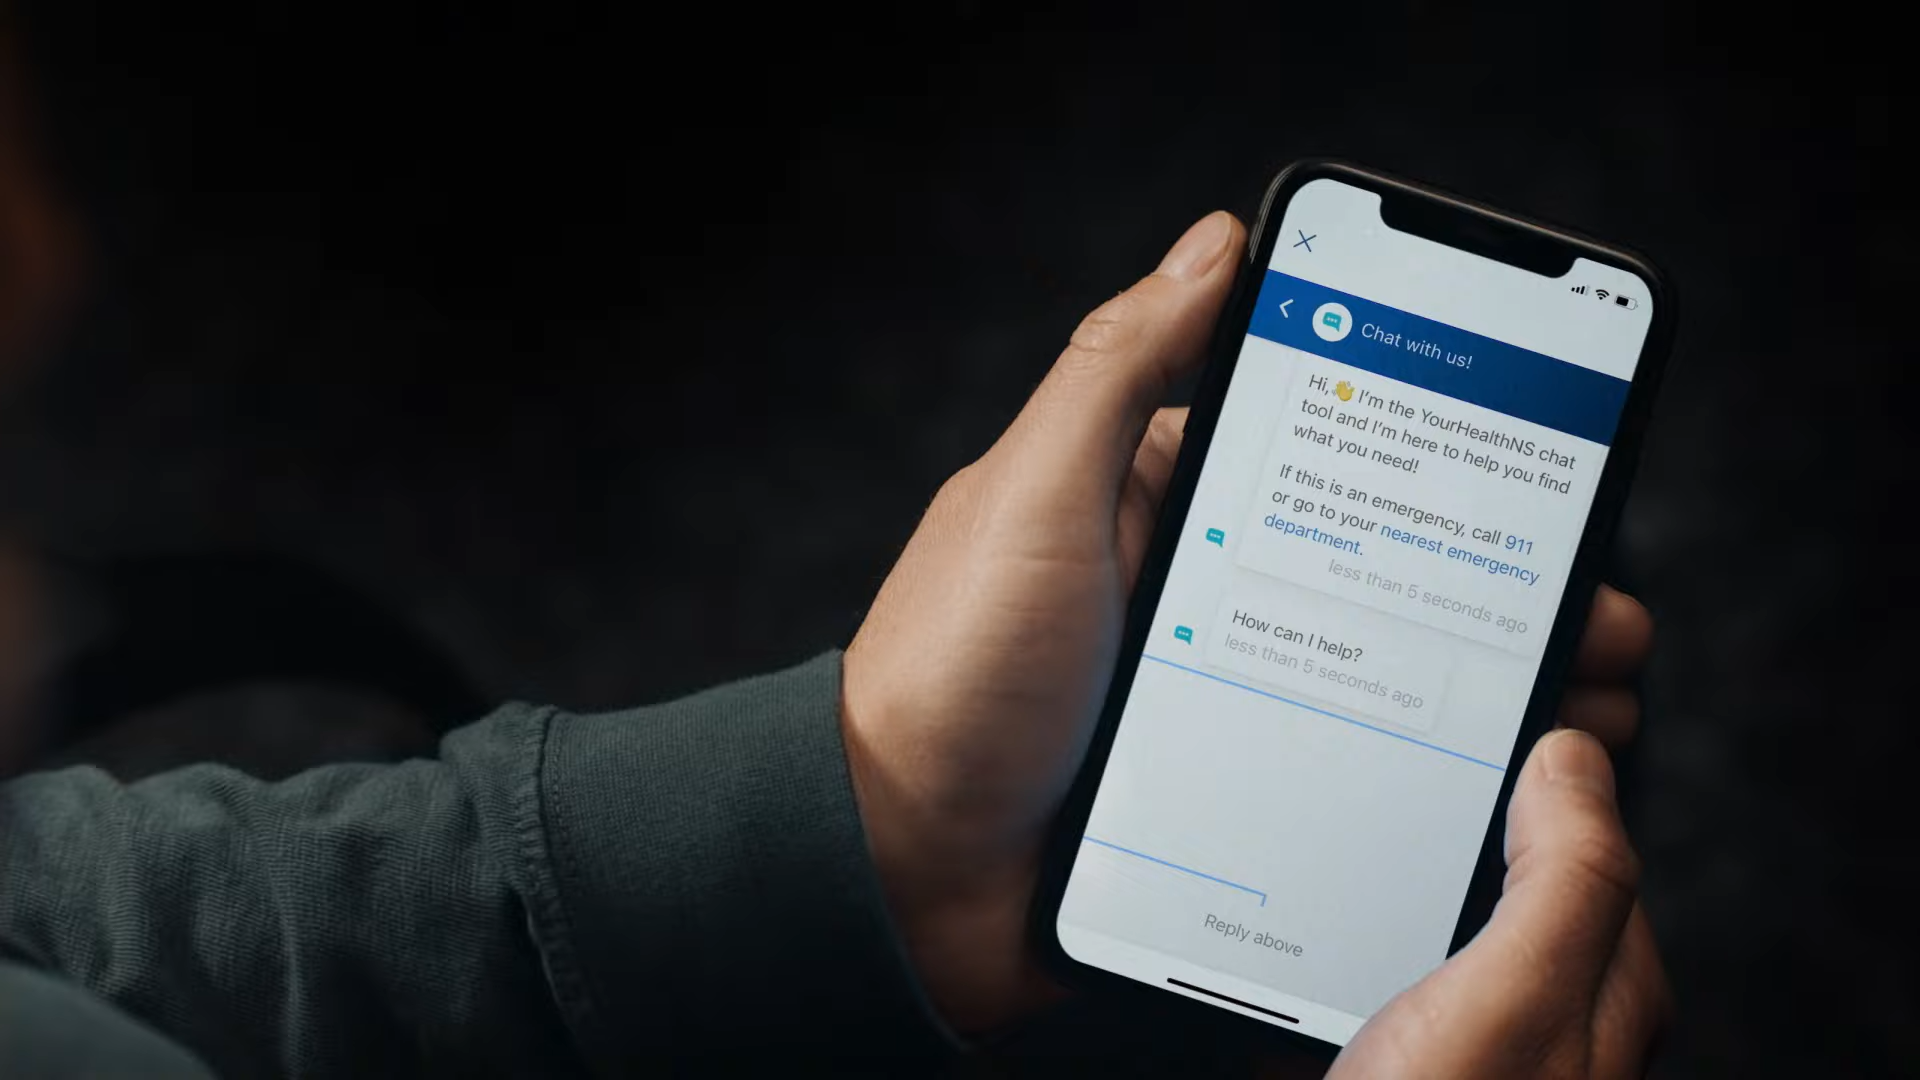 Chat with us!
Hi,👋 I'm the YourHealthNS chat
tool and I'm here to help you find
what you need!
If this is an emergency, call 911
or go to your nearest emergency
department.
less than 5 seconds ago
How can I help?
less than 5 seconds ago
Reply above